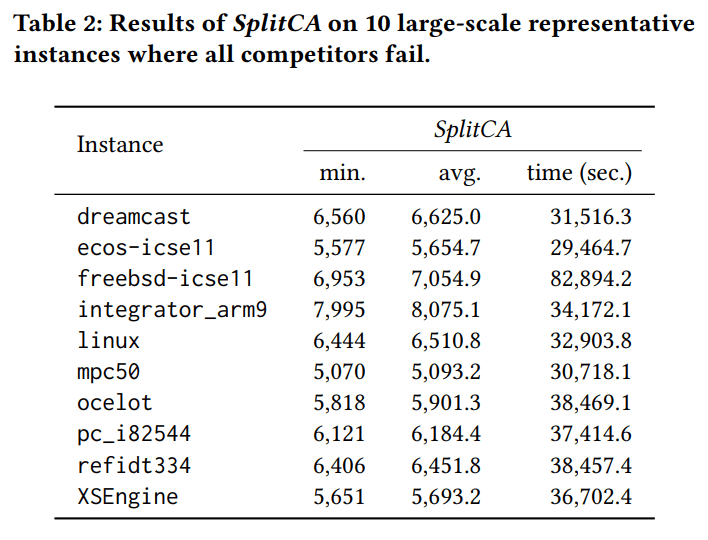 Table 2: Results of SplitCA on 10 large-scale representative
instances where all competitors fail.
Instance SplitCA
min. avg. time (sec.)
dreamcast 6,560 6,625.0 31,516.3
ecos-icse11 5,577 5,654.7 29,464.7
freebsd-icse11 6,953 7,054.9 82,894.2
integrator_arm9 7,995 8,075.1 34,172.1
linux 6,444 6,510.8 32,903.8
mpc50 5,070 5,093.2 30,718.1
ocelot 5,818 5,901.3 38,469.1
pc_i82544 6,121 6,184.4 37,414.6
refidt334 6,406 6,451.8 38,457.4
XSEngine 5,651 5,693.2 36,702.4